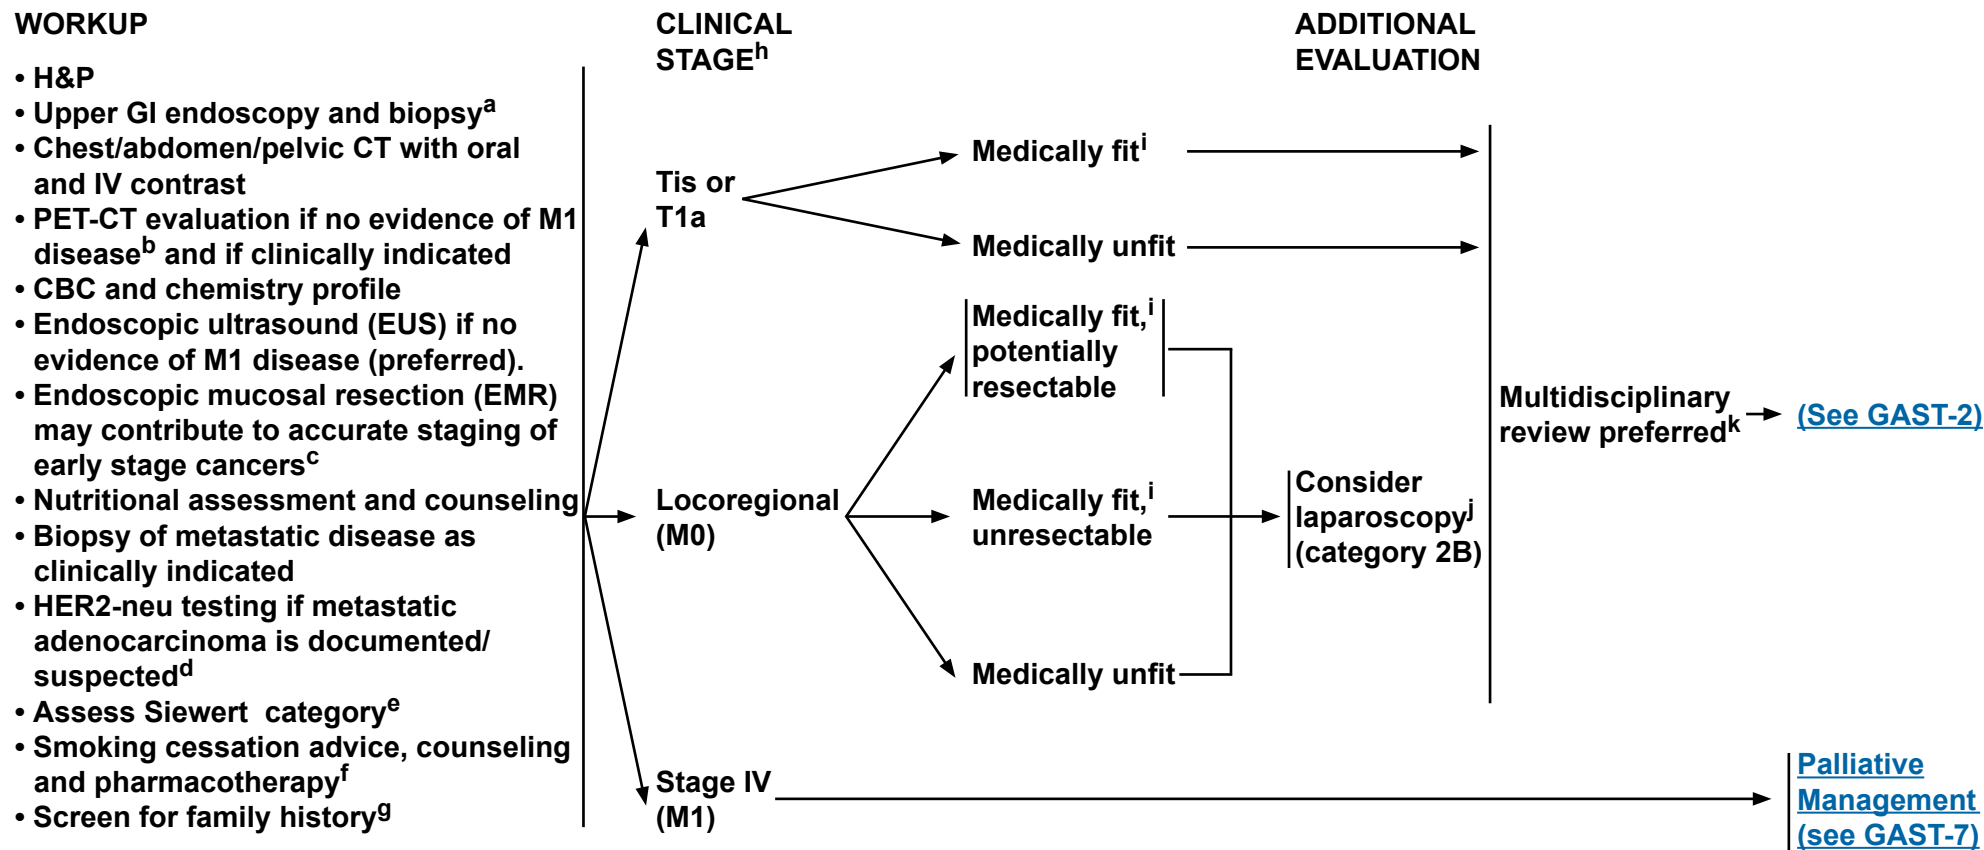 WORKUP
• H&P
• Upper GI endoscopy and biopsyᵃ
• Chest/abdomen/pelvic CT with oral
and IV contrast
• PET-CT evaluation if no evidence of M1
diseaseᵇ and if clinically indicated
• CBC and chemistry profile
• Endoscopic ultrasound (EUS) if no
evidence of M1 disease (preferred).
• Endoscopic mucosal resection (EMR)
may contribute to accurate staging of
early stage cancersᶜ
• Nutritional assessment and counseling
• Biopsy of metastatic disease as
clinically indicated
• HER2-neu testing if metastatic
adenocarcinoma is documented/
suspectedᵈ
• Assess Siewert category ᵉ
• Smoking cessation advice, counseling
and pharmacotherapyᶠ
• Screen for family historyᵍ
CLINICAL
STAGEʰ
Tis or
T1a
Locoregional
(M0)
Stage IV
(M1)
Medically fitⁱ
Medically unfit
Medically fit,ⁱ
potentially
resectable
Medically fit,ⁱ
unresectable
Medically unfit
ADDITIONAL
EVALUATION
Consider
laparoscopyʲ
(category 2B)
Multidisciplinary
review preferredᵏ
(See GAST-2)
Palliative
Management
(see GAST-7)